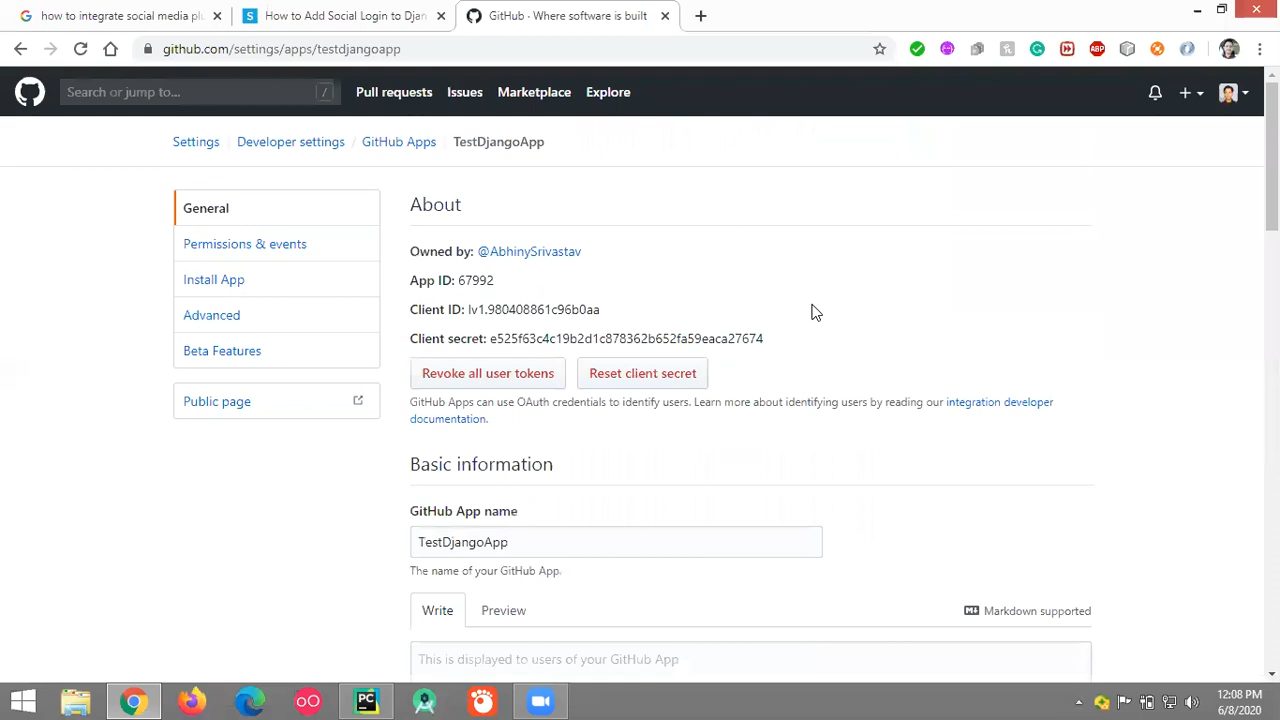 how to integrate social media plu
How to Add Social Login to Djan
GitHub · Where software is built
github.com/settings/apps/testdjangoapp
ABP
Search or jump to...
/
Pull requests
Issues
Marketplace
Explore
Settings
Developer settings
/
GitHub Apps
/
TestDjangoApp
General
Permissions & events
Install App
Advanced
Beta Features
Public page
About
Owned by: @AbhinySrivastav
App ID: 67992
Client ID: Iv1.980408861c96b0aa
Client secret: e525f63c4c19b2d1c878362b652fa59eaca27674
Revoke all user tokens
Reset client secret
GitHub Apps can use OAuth credentials to identify users. Learn more about identifying users by reading our integration developer
documentation.
Basic information
GitHub App name
TestDjangoApp
The name of your GitHub App.
Write
Preview
Markdown supported
This is displayed to users of your GitHub App
PC
12:08 PM
6/8/2020